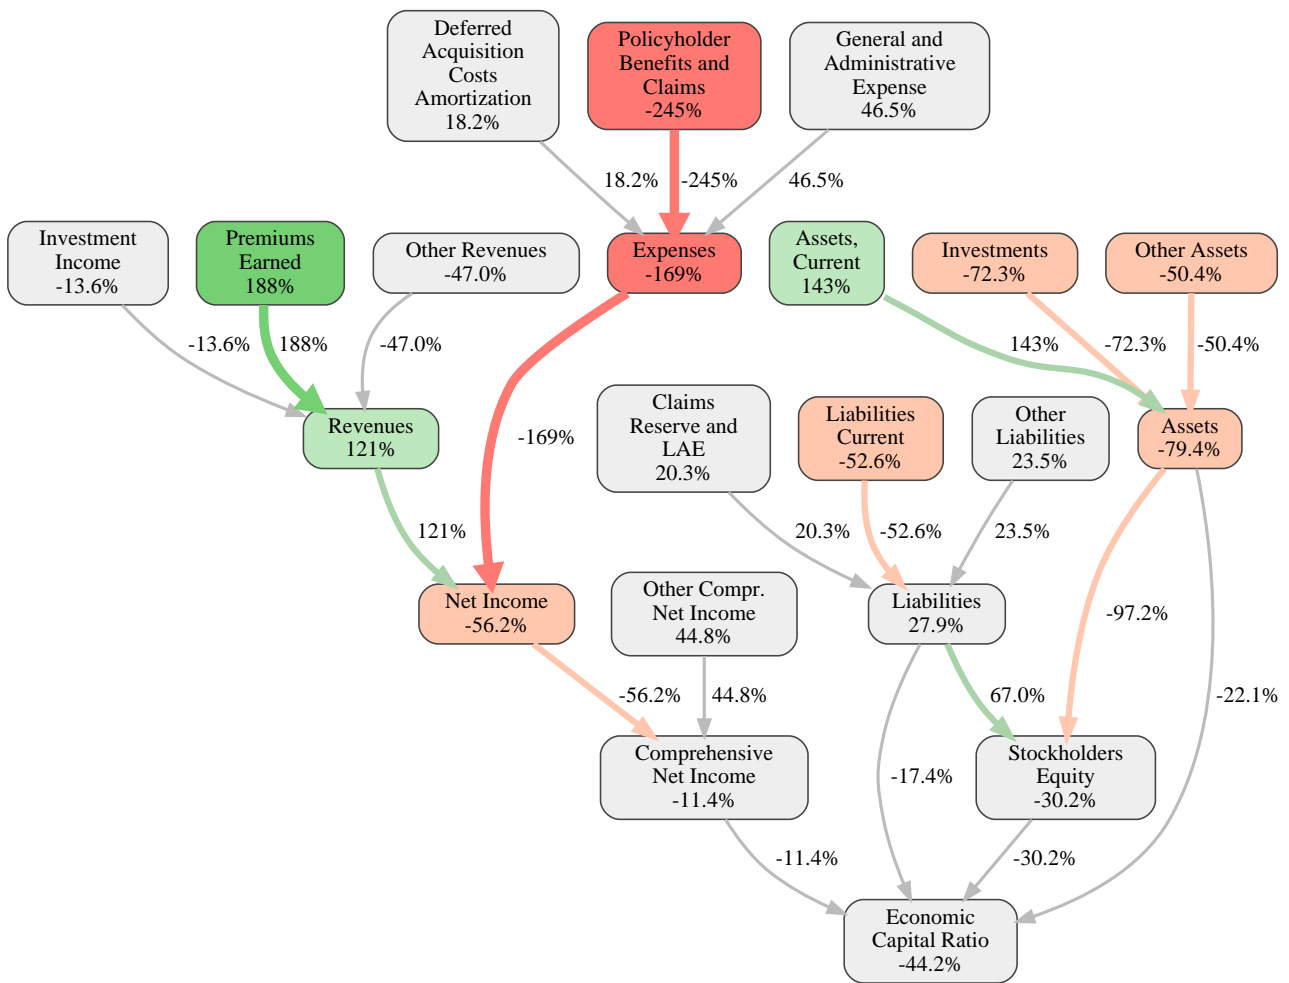 Deferred
Acquisition
Costs
Amortization
18.2%
Policyholder
Benefits and
Claims
-245%
General and
Administrative
Expense
46.5%
18.2%
-245%
46.5%
Investment
Income
-13.6%
Premiums
Earned
188%
Other Revenues
-47.0%
Expenses
-169%
Assets,
Current
143%
Investments
-72.3%
Other Assets
-50.4%
-13.6%
188%
-47.0%
143%
-72.3%
-50.4%
Revenues
121%
-169%
Claims
Reserve and
LAE
20.3%
Liabilities
Current
-52.6%
Other
Liabilities
23.5%
Assets
-79.4%
121%
20.3%
-52.6%
23.5%
Net Income
-56.2%
Other Compr.
Net Income
44.8%
Liabilities
27.9%
-97.2%
-56.2%
44.8%
67.0%
-22.1%
Comprehensive
Net Income
-11.4%
-17.4%
Stockholders
Equity
-30.2%
-11.4%
-30.2%
Economic
Capital Ratio
-44.2%